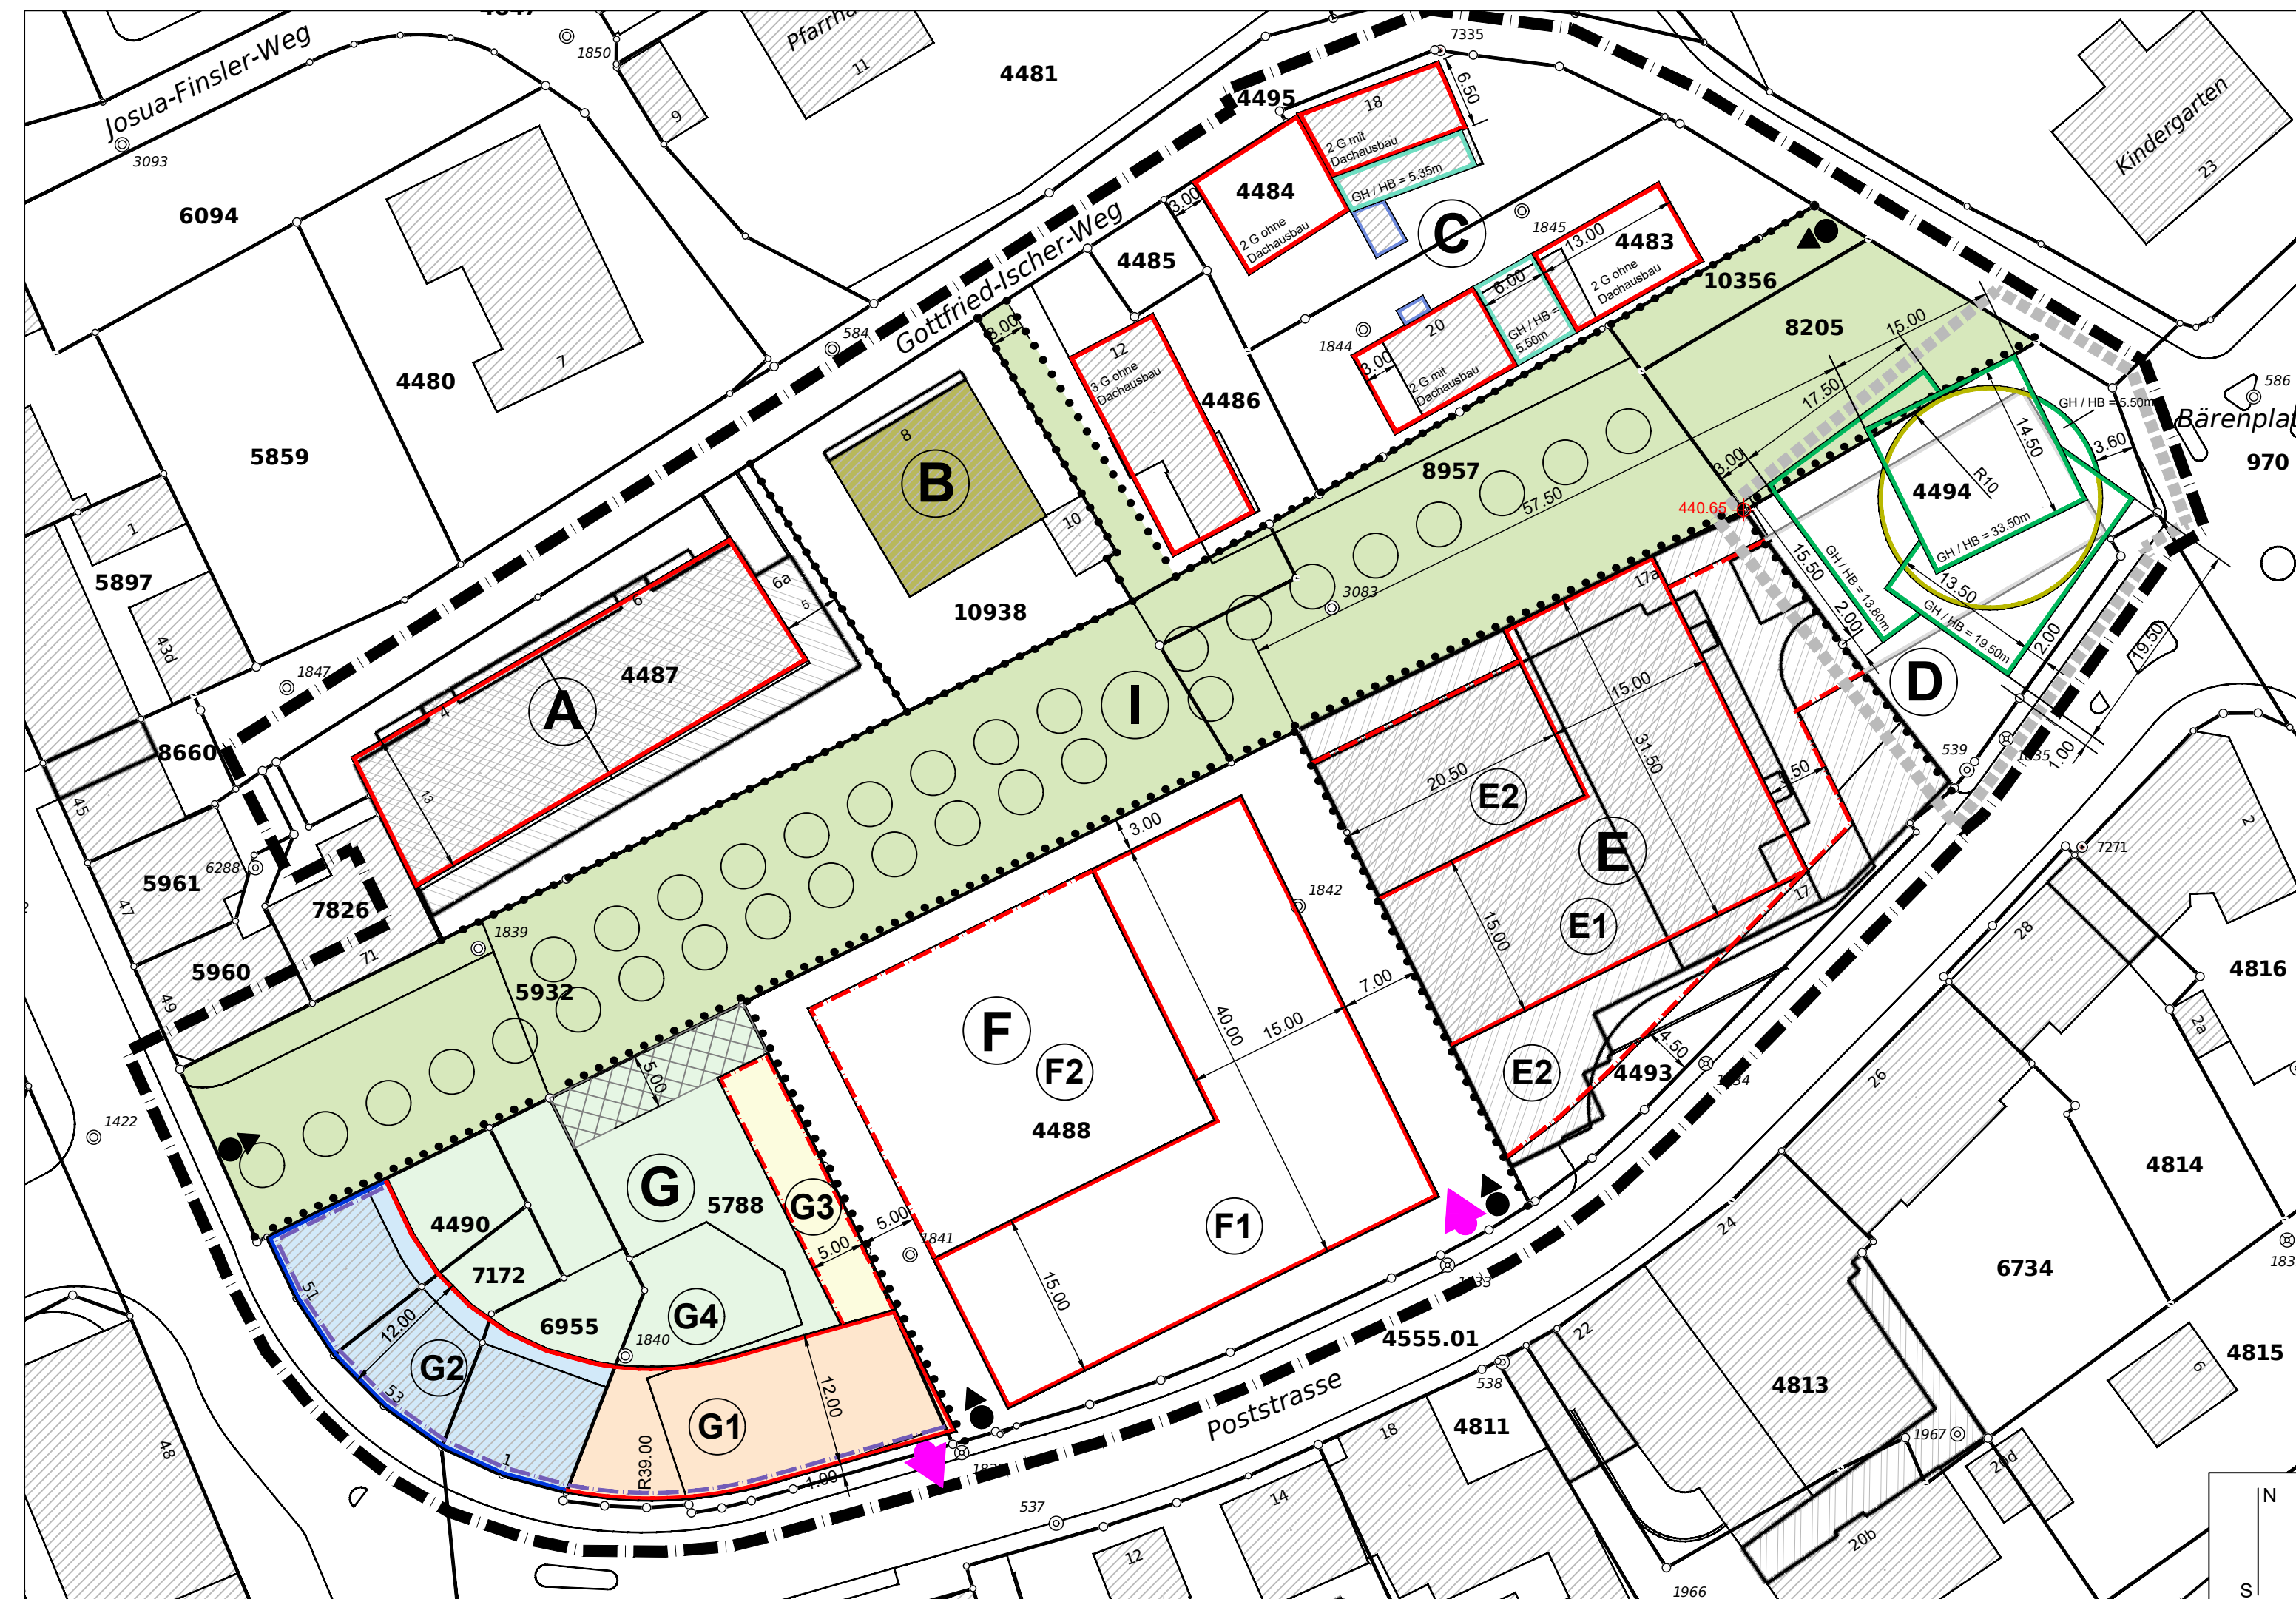 Josua-Finsler-Weg
3093
6094
1850
9
Pfarrha
11
4481
7335
4495
18
6.50
2 G mit
Dachausbau
GH / HB = 5.35m
4484
2 G ohne
Dachausbau
3.00
Kindergarten
23
Gottfried-Ischer-Weg
584
4480
7
5859
4485
C
1845
13.00
4483
2 G ohne
Dachausbau
6.00
GH / HB =
5.50m
1844
20
3.00
2 G mit
Dachausbau
10356
8205
15.00
17.50
3.00
12
3 G ohne
Dachausbau
4486
3.00
B
8
10
10938
8957
57.50
3083
440.65
GH / HB = 5.50m
3.60
14.50
R10
4494
GH / HB = 33.50m
13.50
GH / HB = 19.50m
15.50
GH / HB = 13.80m
2.00
2.00
19.50
1.00
D
586
Bärenplat
970
539
1835
1
5897
43d
1847
8660
45
5961
47
6288
7826
5960
49
71
1422
A
4487
4
6
6a
5
13
I
1839
5932
17a
15.00
31.50
20.50
E2
E
E1
15.00
17
4.50
E2
4493
4.50
1834
3.00
1842
F
F2
4488
40.00
15.00
7.00
F1
15.00
5.00
G
5788
G3
5.00
5.00
1841
4490
7172
6955
1840
G4
51
12.00
G2
53
1
G1
R39.00
12.00
1.00
48
1833
4555.01
Poststrasse
538
537
7271
2
28
2a
4816
26
4814
24
6734
22
4813
4815
6
4811
18
14
12
1967
20d
20b
1966
N
S